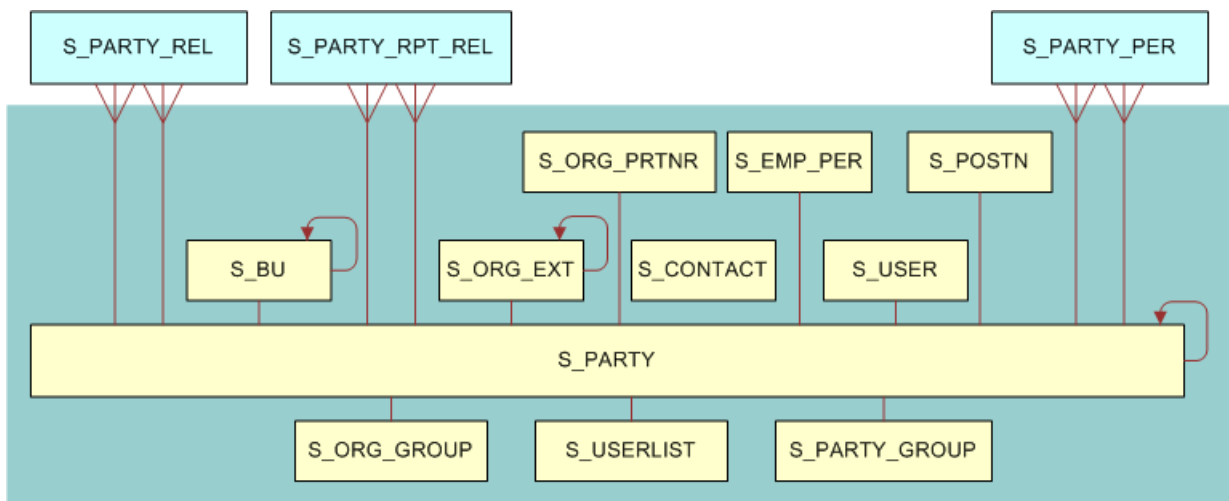 S_PARTY_REL
S_PARTY_RPT_REL
S_PARTY_PER
S_ORG_PRTNR
S_EMP_PER
S_POSTN
S_BU
S_ORG_EXT
S_CONTACT
S_USER
S_PARTY
S_ORG_GROUP
S_USERLIST
S_PARTY_GROUP